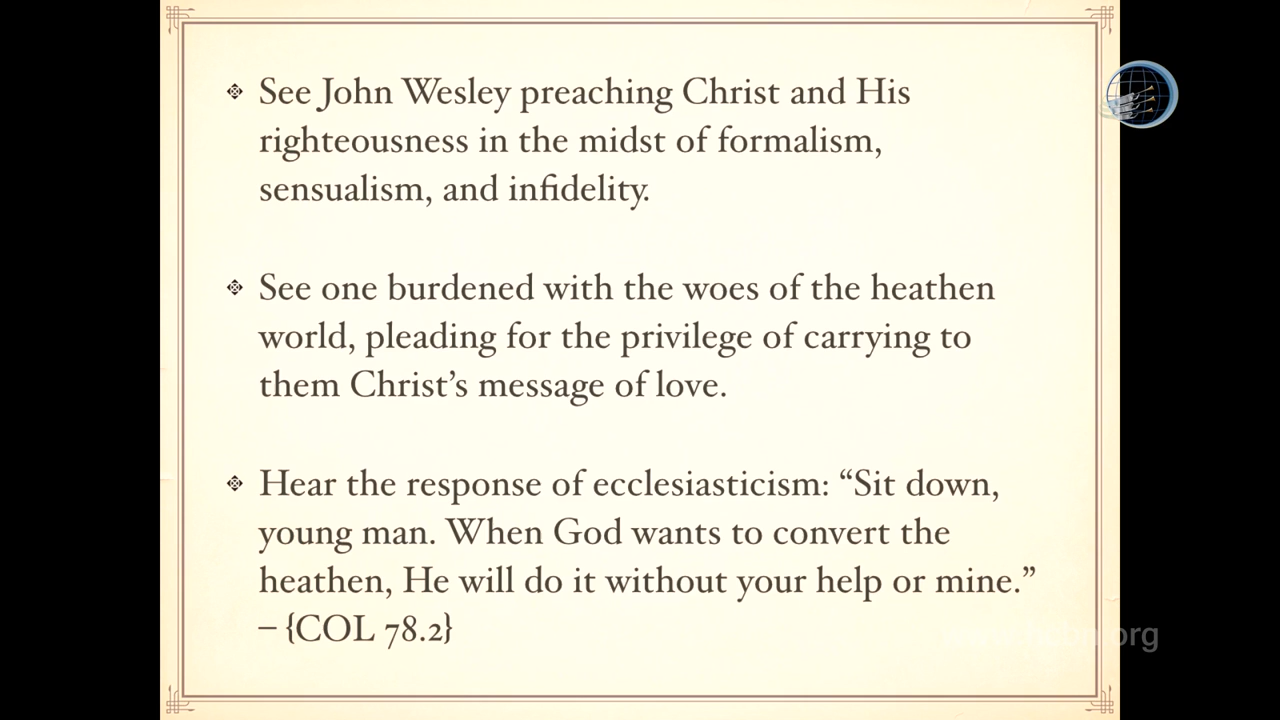 See John Wesley preaching Christ and His
righteousness in the midst of formalism,
sensualism, and infidelity.
See one burdened with the woes of the heathen
world, pleading for the privilege of carrying to
them Christ’s message of love.
Hear the response of ecclesiasticism: “Sit down,
young man. When God wants to convert the
heathen, He will do it without your help or mine.”
– {COL 78.2}